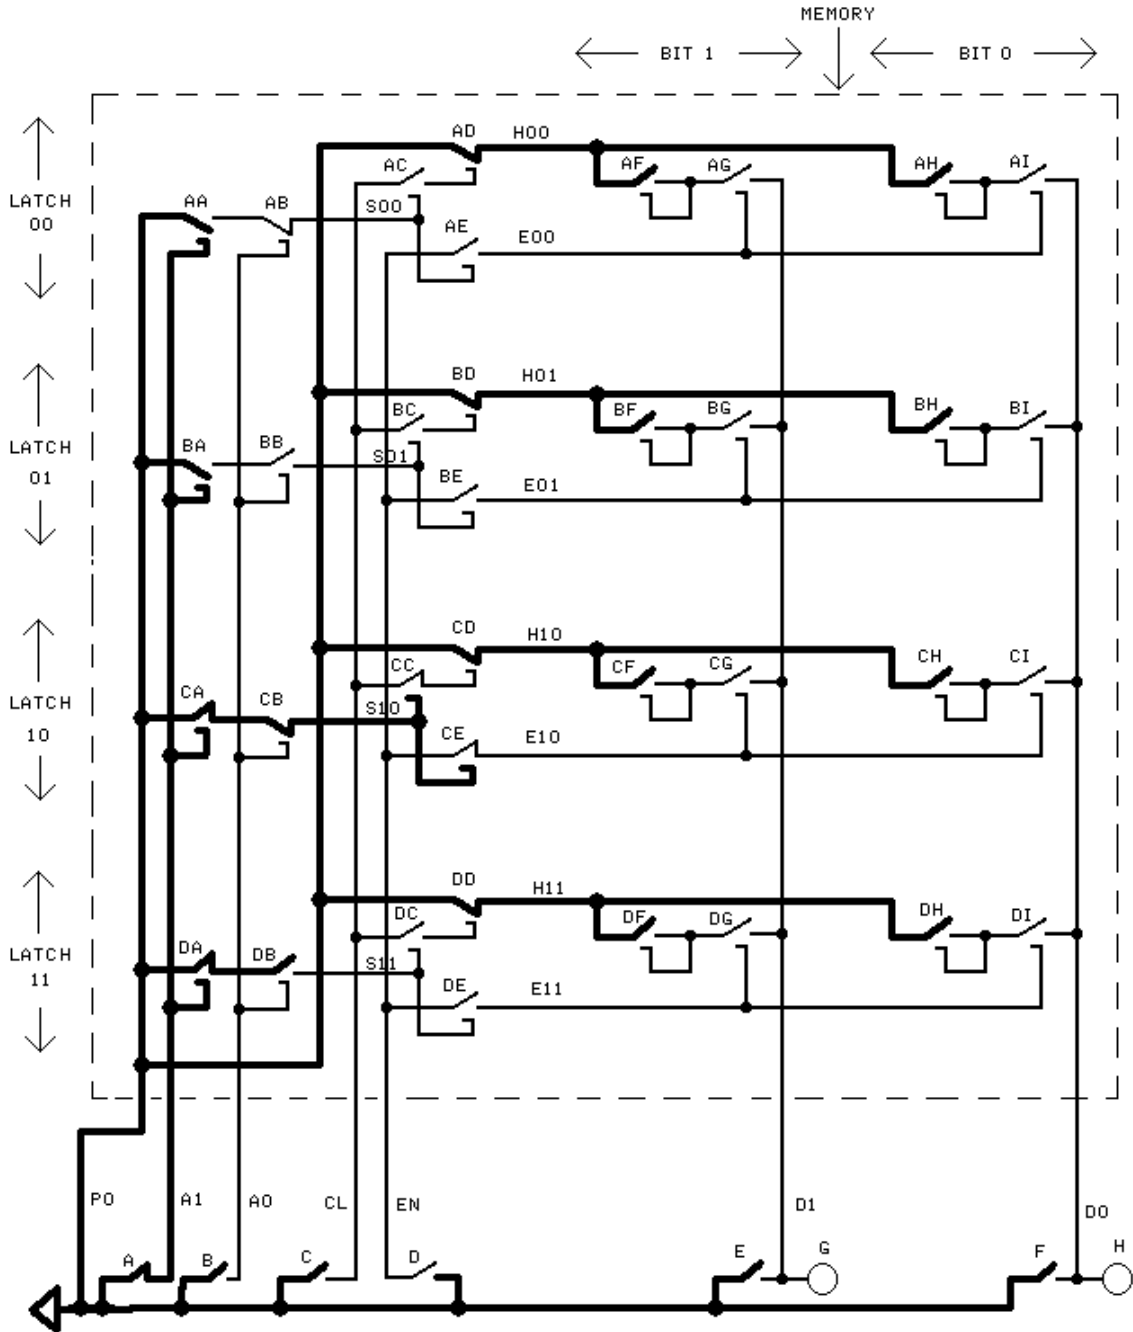 MEMORY
BIT 1
BIT 0
AD H00
AC AF AG AH AI
LATCH
00
AA AB S00
AE E00
BD H01
BC BF BG BH BI
LATCH
01
BA BB S01
BE E01
CD H10
CC CF CG CH CI
LATCH
10
CA CB S10
CE E10
DD H11
DC DF DG DH DI
LATCH
11
DA DB S11
DE E11
P0 A1 A0 CL EN D1 D0
A B C D E G F H